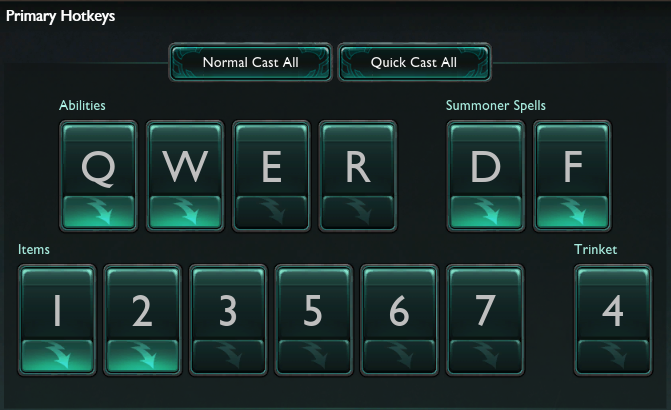 Primary Hotkeys
Normal Cast All Quick Cast All
Abilities Summoner Spells
Q W E R D F
Items Trinket
1 2 3 5 6 7 4